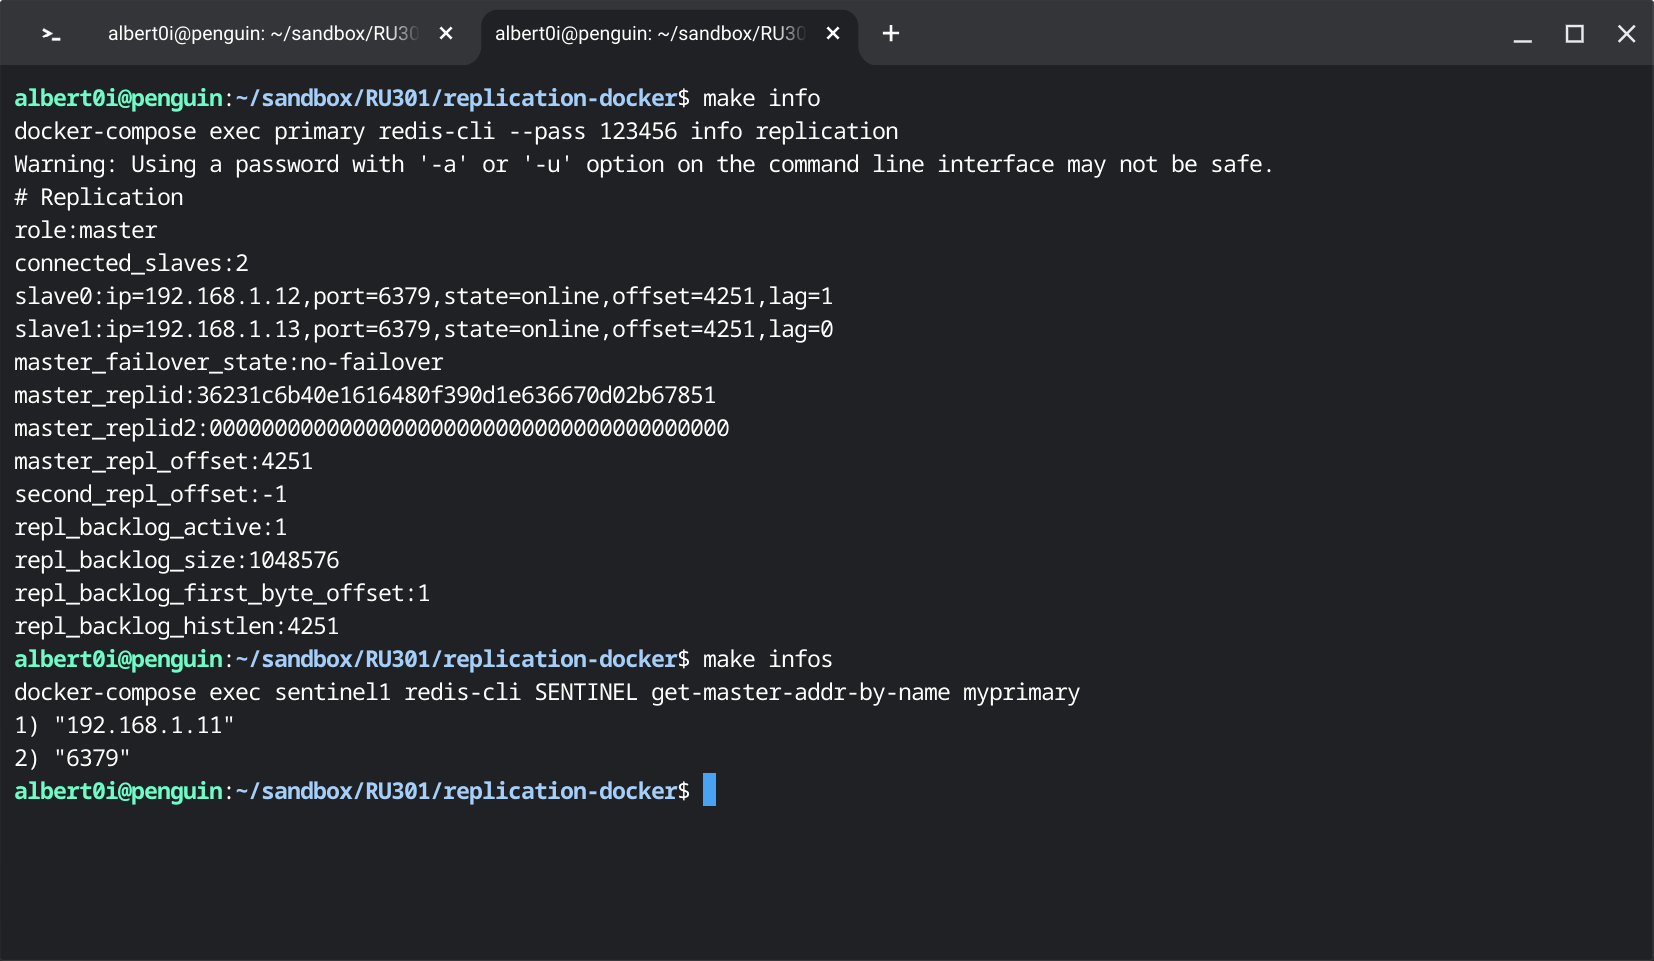 >_ albert0i@penguin: ~/sandbox/RU30 × albert0i@penguin: ~/sandbox/RU30 × +
albert0i@penguin:~/sandbox/RU301/replication-docker$ make info
docker-compose exec primary redis-cli --pass 123456 info replication
Warning: Using a password with '-a' or '-u' option on the command line interface may not be safe.
# Replication
role:master
connected_slaves:2
slave0:ip=192.168.1.12,port=6379,state=online,offset=4251,lag=1
slave1:ip=192.168.1.13,port=6379,state=online,offset=4251,lag=0
master_failover_state:no-failover
master_replid:36231c6b40e1616480f390d1e636670d02b67851
master_replid2:0000000000000000000000000000000000000000
master_repl_offset:4251
second_repl_offset:-1
repl_backlog_active:1
repl_backlog_size:1048576
repl_backlog_first_byte_offset:1
repl_backlog_histlen:4251
albert0i@penguin:~/sandbox/RU301/replication-docker$ make infos
docker-compose exec sentinel1 redis-cli SENTINEL get-master-addr-by-name myprimary
1) "192.168.1.11"
2) "6379"
albert0i@penguin:~/sandbox/RU301/replication-docker$